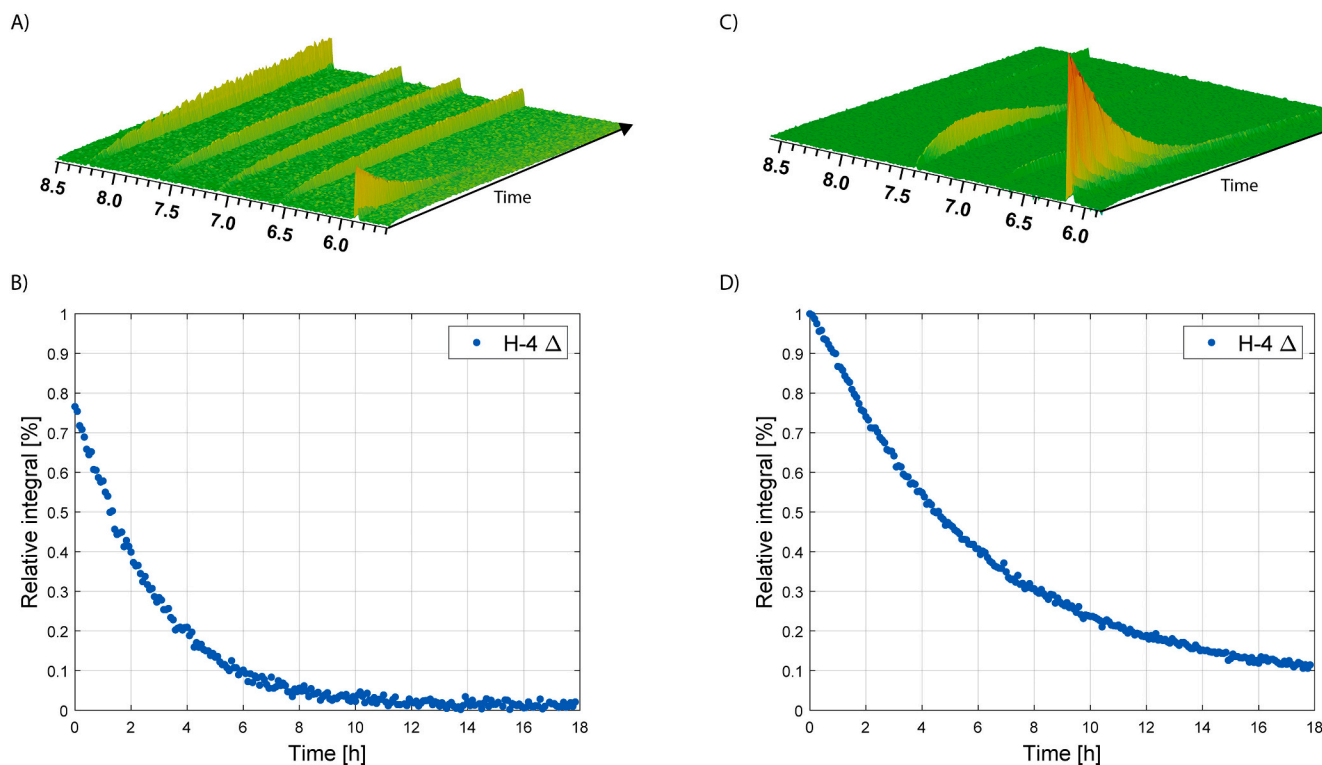 A)
8.5
8.0
7.5
7.0
6.5
6.0
Time
C)
8.5
8.0
7.5
7.0
6.5
6.0
Time
B)
H-4 Δ
1
0.9
0.8
0.7
0.6
0.5
0.4
0.3
0.2
0.1
0
Relative integral [%]
0 2 4 6 8 10 12 14 16 18
Time [h]
D)
H-4 Δ
1
0.9
0.8
0.7
0.6
0.5
0.4
0.3
0.2
0.1
0
Relative integral [%]
0 2 4 6 8 10 12 14 16 18
Time [h]